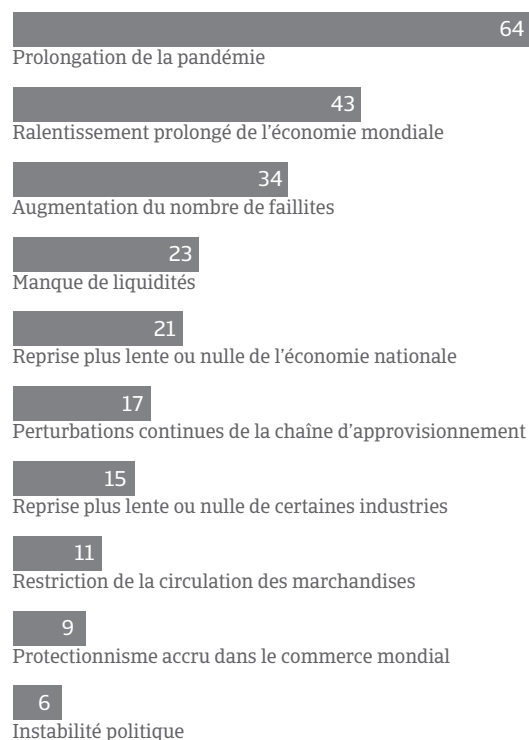 64
Prolongation de la pandémie
43
Ralentissement prolongé de l’économie mondiale
34
Augmentation du nombre de faillites
23
Manque de liquidités
21
Reprise plus lente ou nulle de l’économie nationale
17
Perturbations continues de la chaîne d’approvisionnement
15
Reprise plus lente ou nulle de certaines industries
11
Restriction de la circulation des marchandises
9
Protectionnisme accru dans le commerce mondial
6
Instabilité politique